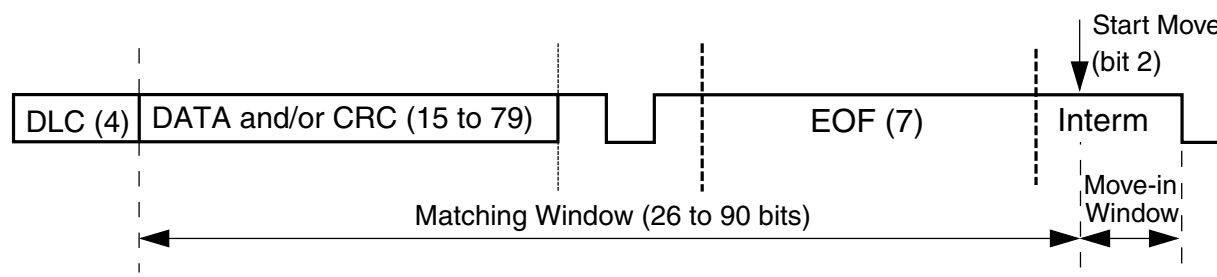 Start Move
(bit 2)
DLC (4)
DATA and/or CRC (15 to 79)
EOF (7)
Interm
Matching Window (26 to 90 bits)
Move-in
Window